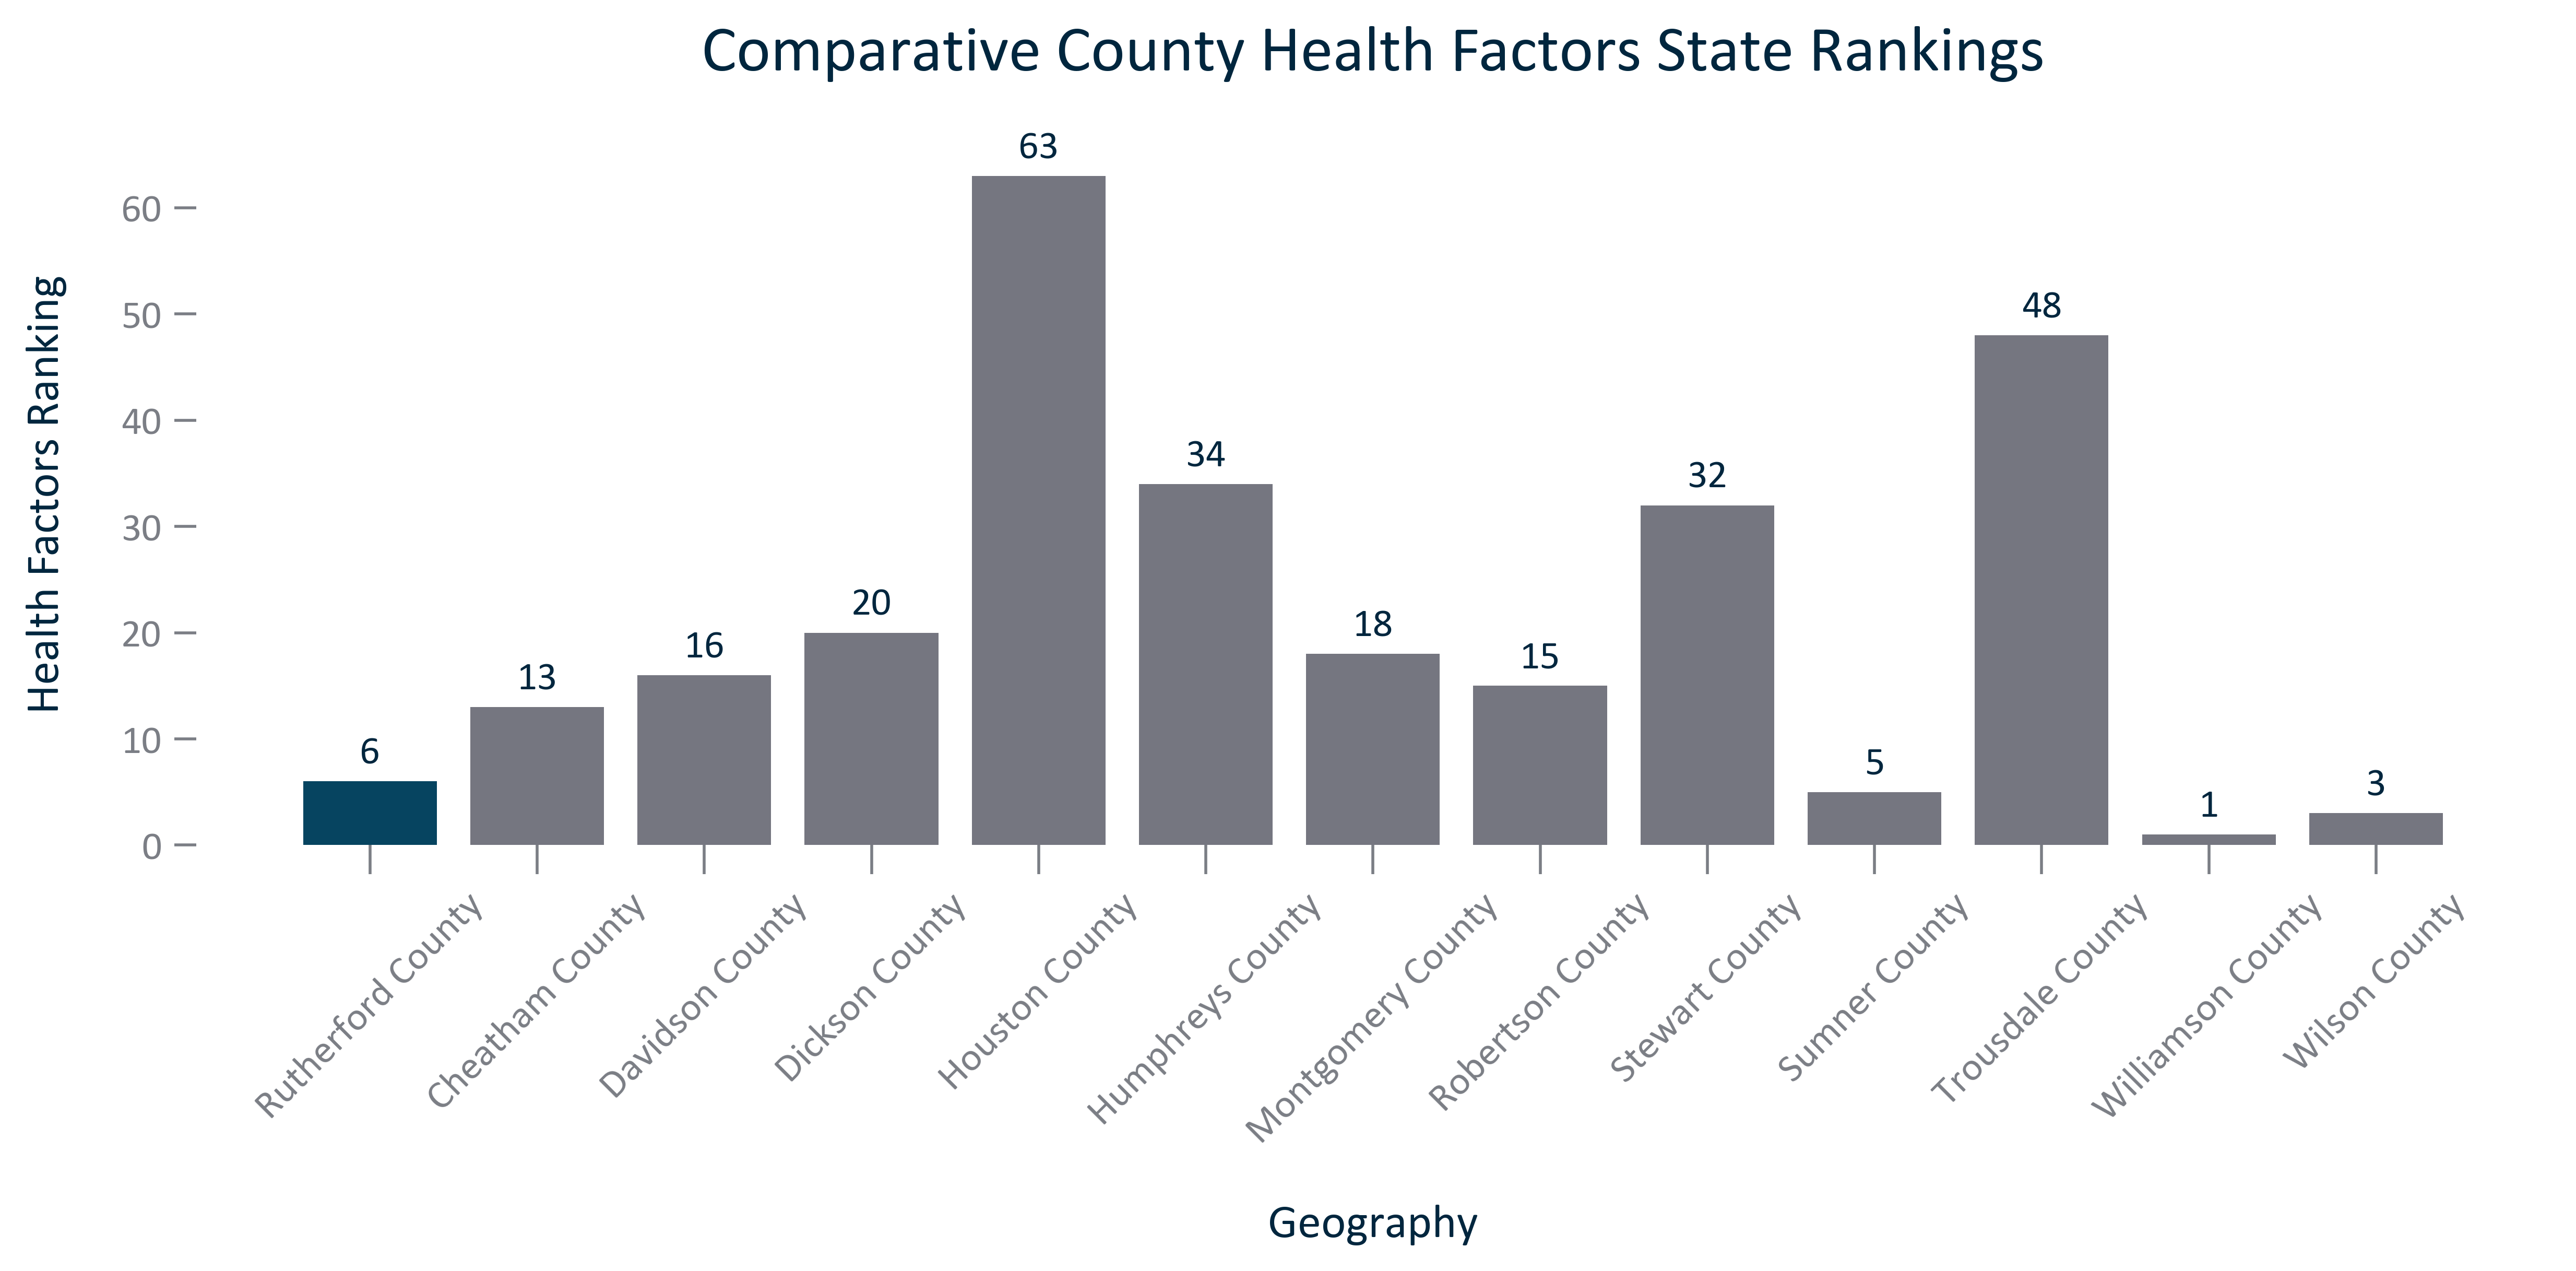 Comparative County Health Factors State Rankings
Health Factors Ranking
60
50
40
30
20
10
0
6
13
16
20
63
34
18
15
32
5
48
1
3
Rutherford County
Cheatham County
Davidson County
Dickson County
Houston County
Humphreys County
Montgomery County
Robertson County
Stewart County
Sumner County
Trousdale County
Williamson County
Wilson County
Geography